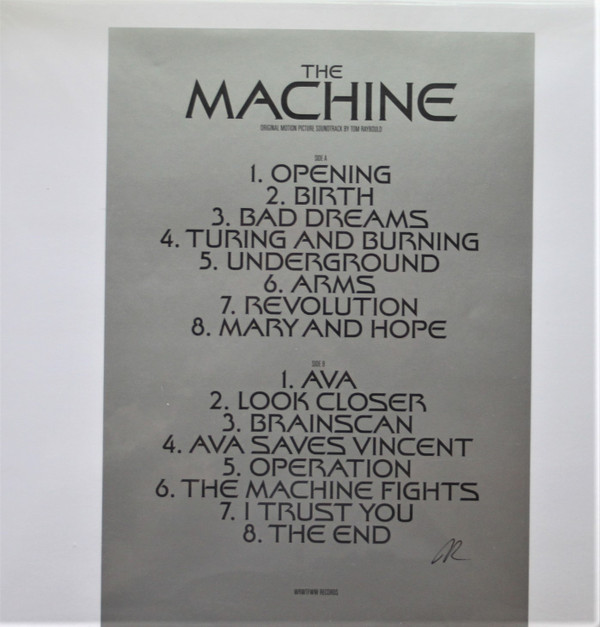 THE
MACHINE
ORIGINAL MOTION PICTURE SOUNDTRACK BY TOM RAYBOULD
SIDE A
1. OPENING
2. BIRTH
3. BAD DREAMS
4. TURING AND BURNING
5. UNDERGROUND
6. ARMS
7. REVOLUTION
8. MARY AND HOPE
SIDE B
1. AVA
2. LOOK CLOSER
3. BRAINSCAN
4. AVA SAVES VINCENT
5. OPERATION
6. THE MACHINE FIGHTS
7. I TRUST YOU
8. THE END
RECORDS